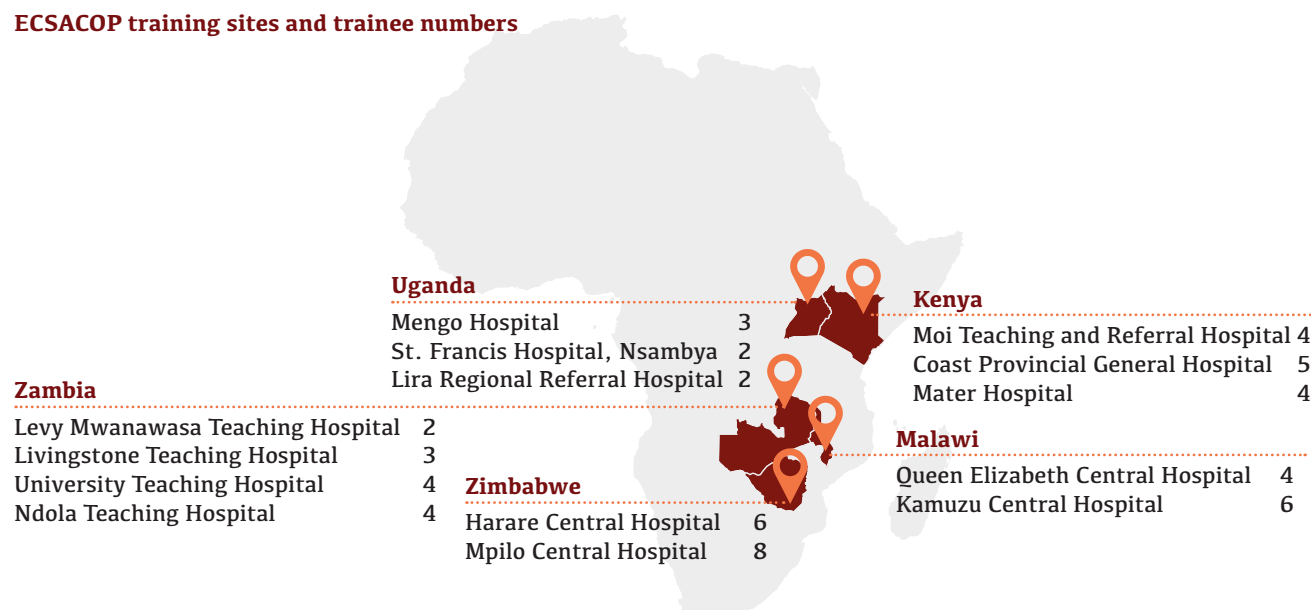 ECSACOP training sites and trainee numbers
Uganda
Mengo Hospital 3
St. Francis Hospital, Nsambya 2
Lira Regional Referral Hospital 2
Kenya
Moi Teaching and Referral Hospital 4
Coast Provincial General Hospital 5
Mater Hospital 4
Zambia
Levy Mwanawasa Teaching Hospital 2
Livingstone Teaching Hospital 3
University Teaching Hospital 4
Ndola Teaching Hospital 4
Zimbabwe
Harare Central Hospital 6
Mpilo Central Hospital 8
Malawi
Queen Elizabeth Central Hospital 4
Kamuzu Central Hospital 6